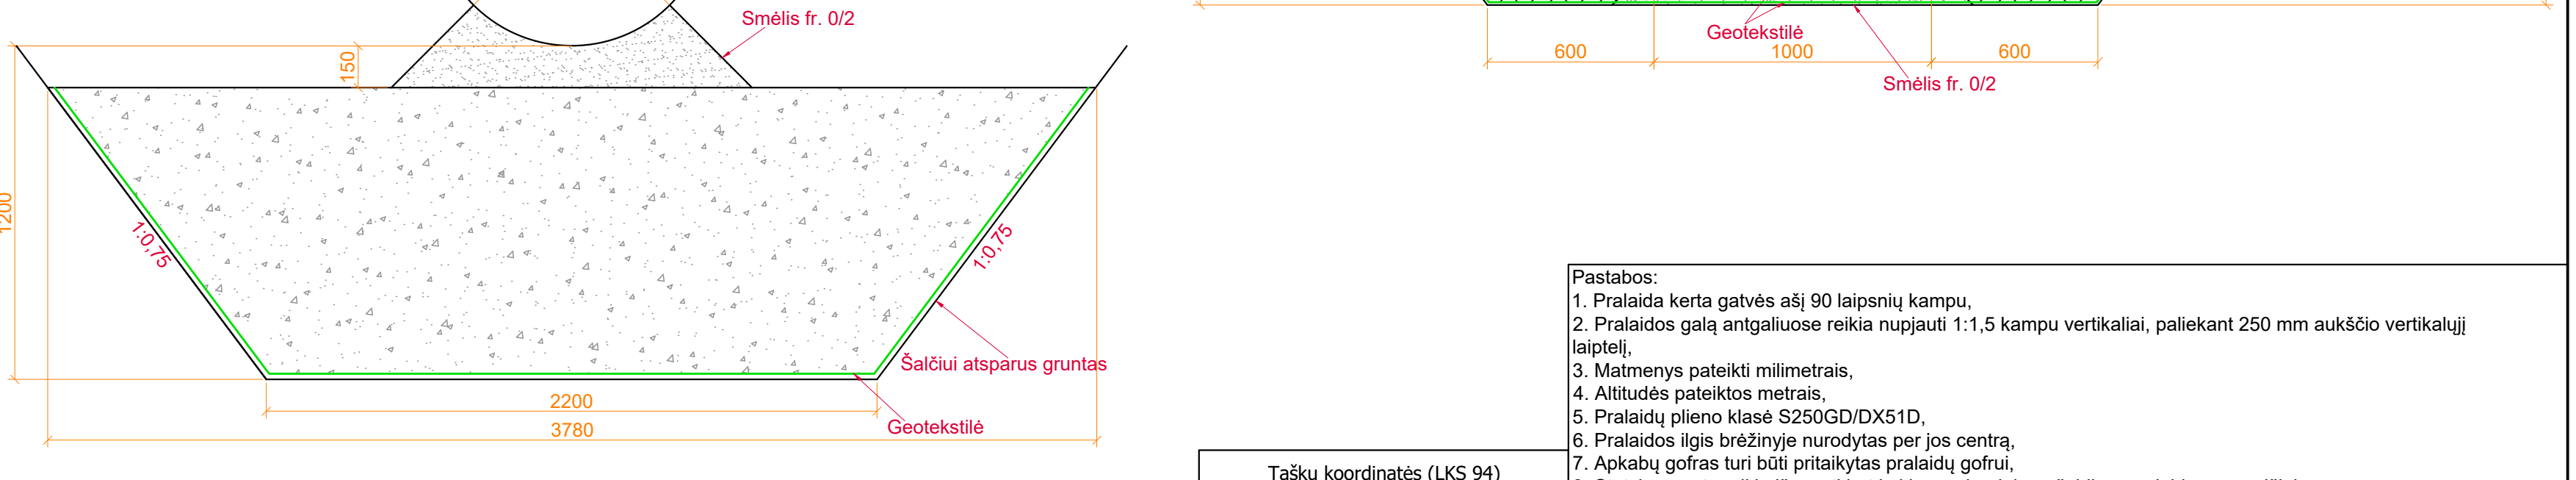 Smėlis fr. 0/2
150
1200
1:0,75
1:0,75
Šalčiui atsparus gruntas
2200
Geotekstilė
3780
Geotekstilė
600
1000
600
Smėlis fr. 0/2
Pastabos:
1. Pralaida kerta gatvės ašį 90 laipsnių kampu,
2. Pralaidos galą antgaliuose reikia nupjauti 1:1,5 kampu vertikaliai, paliekant 250 mm aukščio vertikalųjį
laiptelį,
3. Matmenys pateikti milimetrais,
4. Altitudės pateiktos metrais,
5. Pralaidų plieno klasė S250GD/DX51D,
6. Pralaidos ilgis brėžinyje nurodytas per jos centrą,
7. Apkabų gofras turi būti pritaikytas pralaidų gofrui,
Taškų koordinatės (LKS 94)